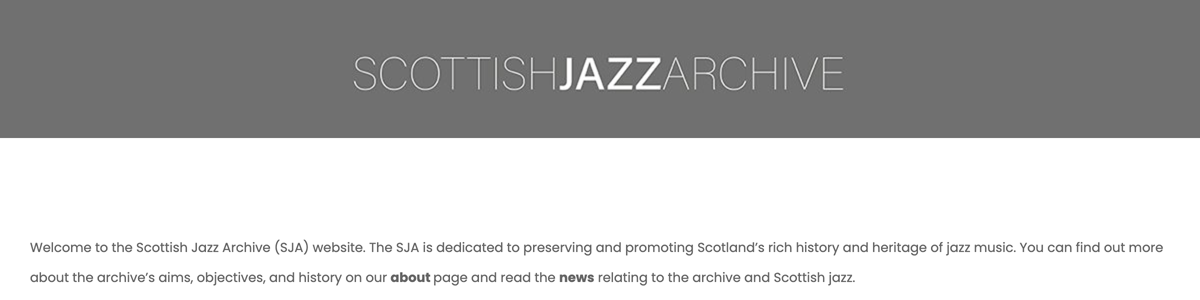 SCOTTISHJAZZARCHIVE
Welcome to the Scottish Jazz Archive (SJA) website. The SJA is dedicated to preserving and promoting Scotland’s rich history and heritage of jazz music. You can find out more
about the archive’s aims, objectives, and history on our about page and read the news relating to the archive and Scottish jazz.